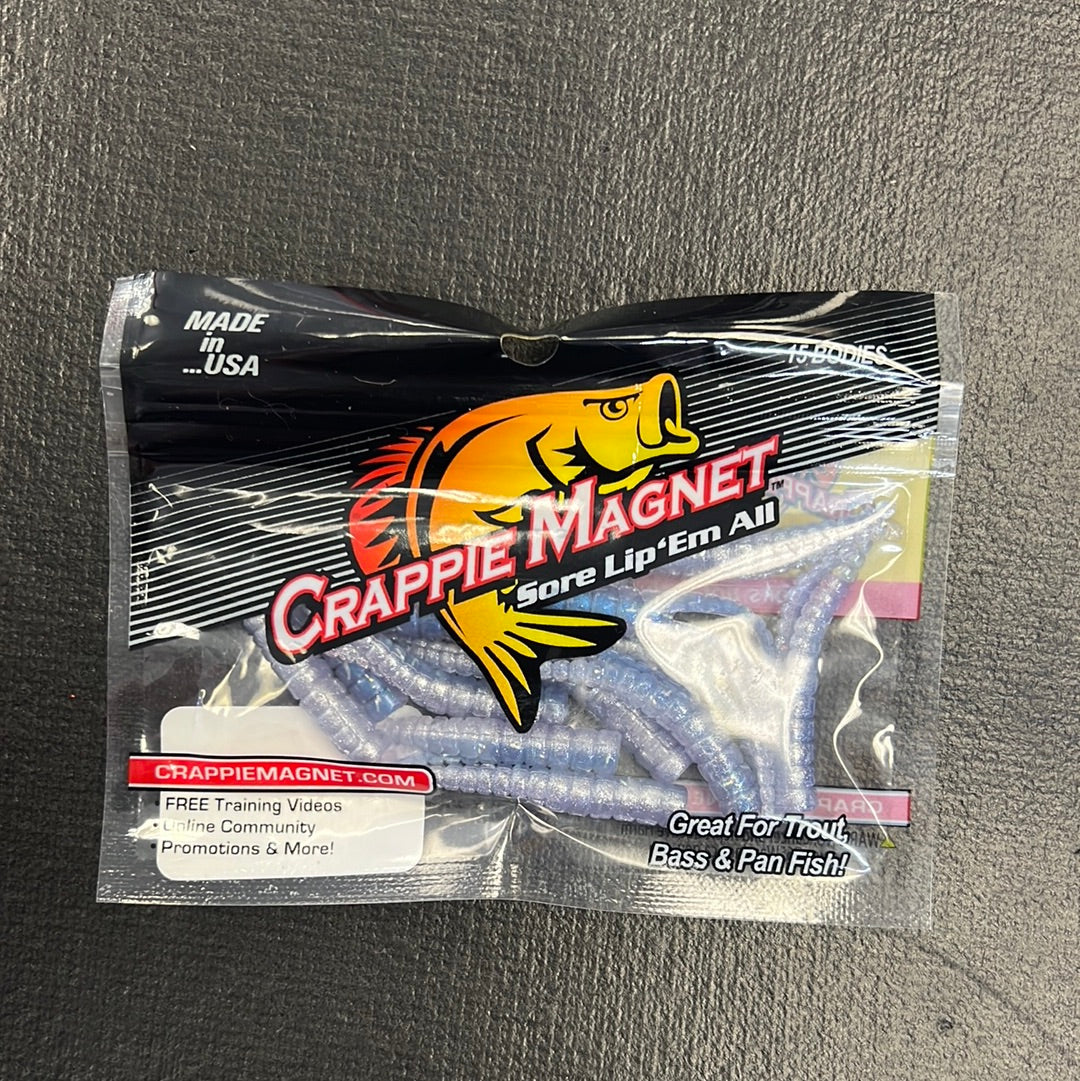 MADE
in
...USA
15 BODIES
CRAPPIE MAGNET™
Sore Lip 'Em All
CRAPPIEMAGNET.COM
• FREE Training Videos
• Online Community
• Promotions & More!
Great For Trout,
Bass & Pan Fish!